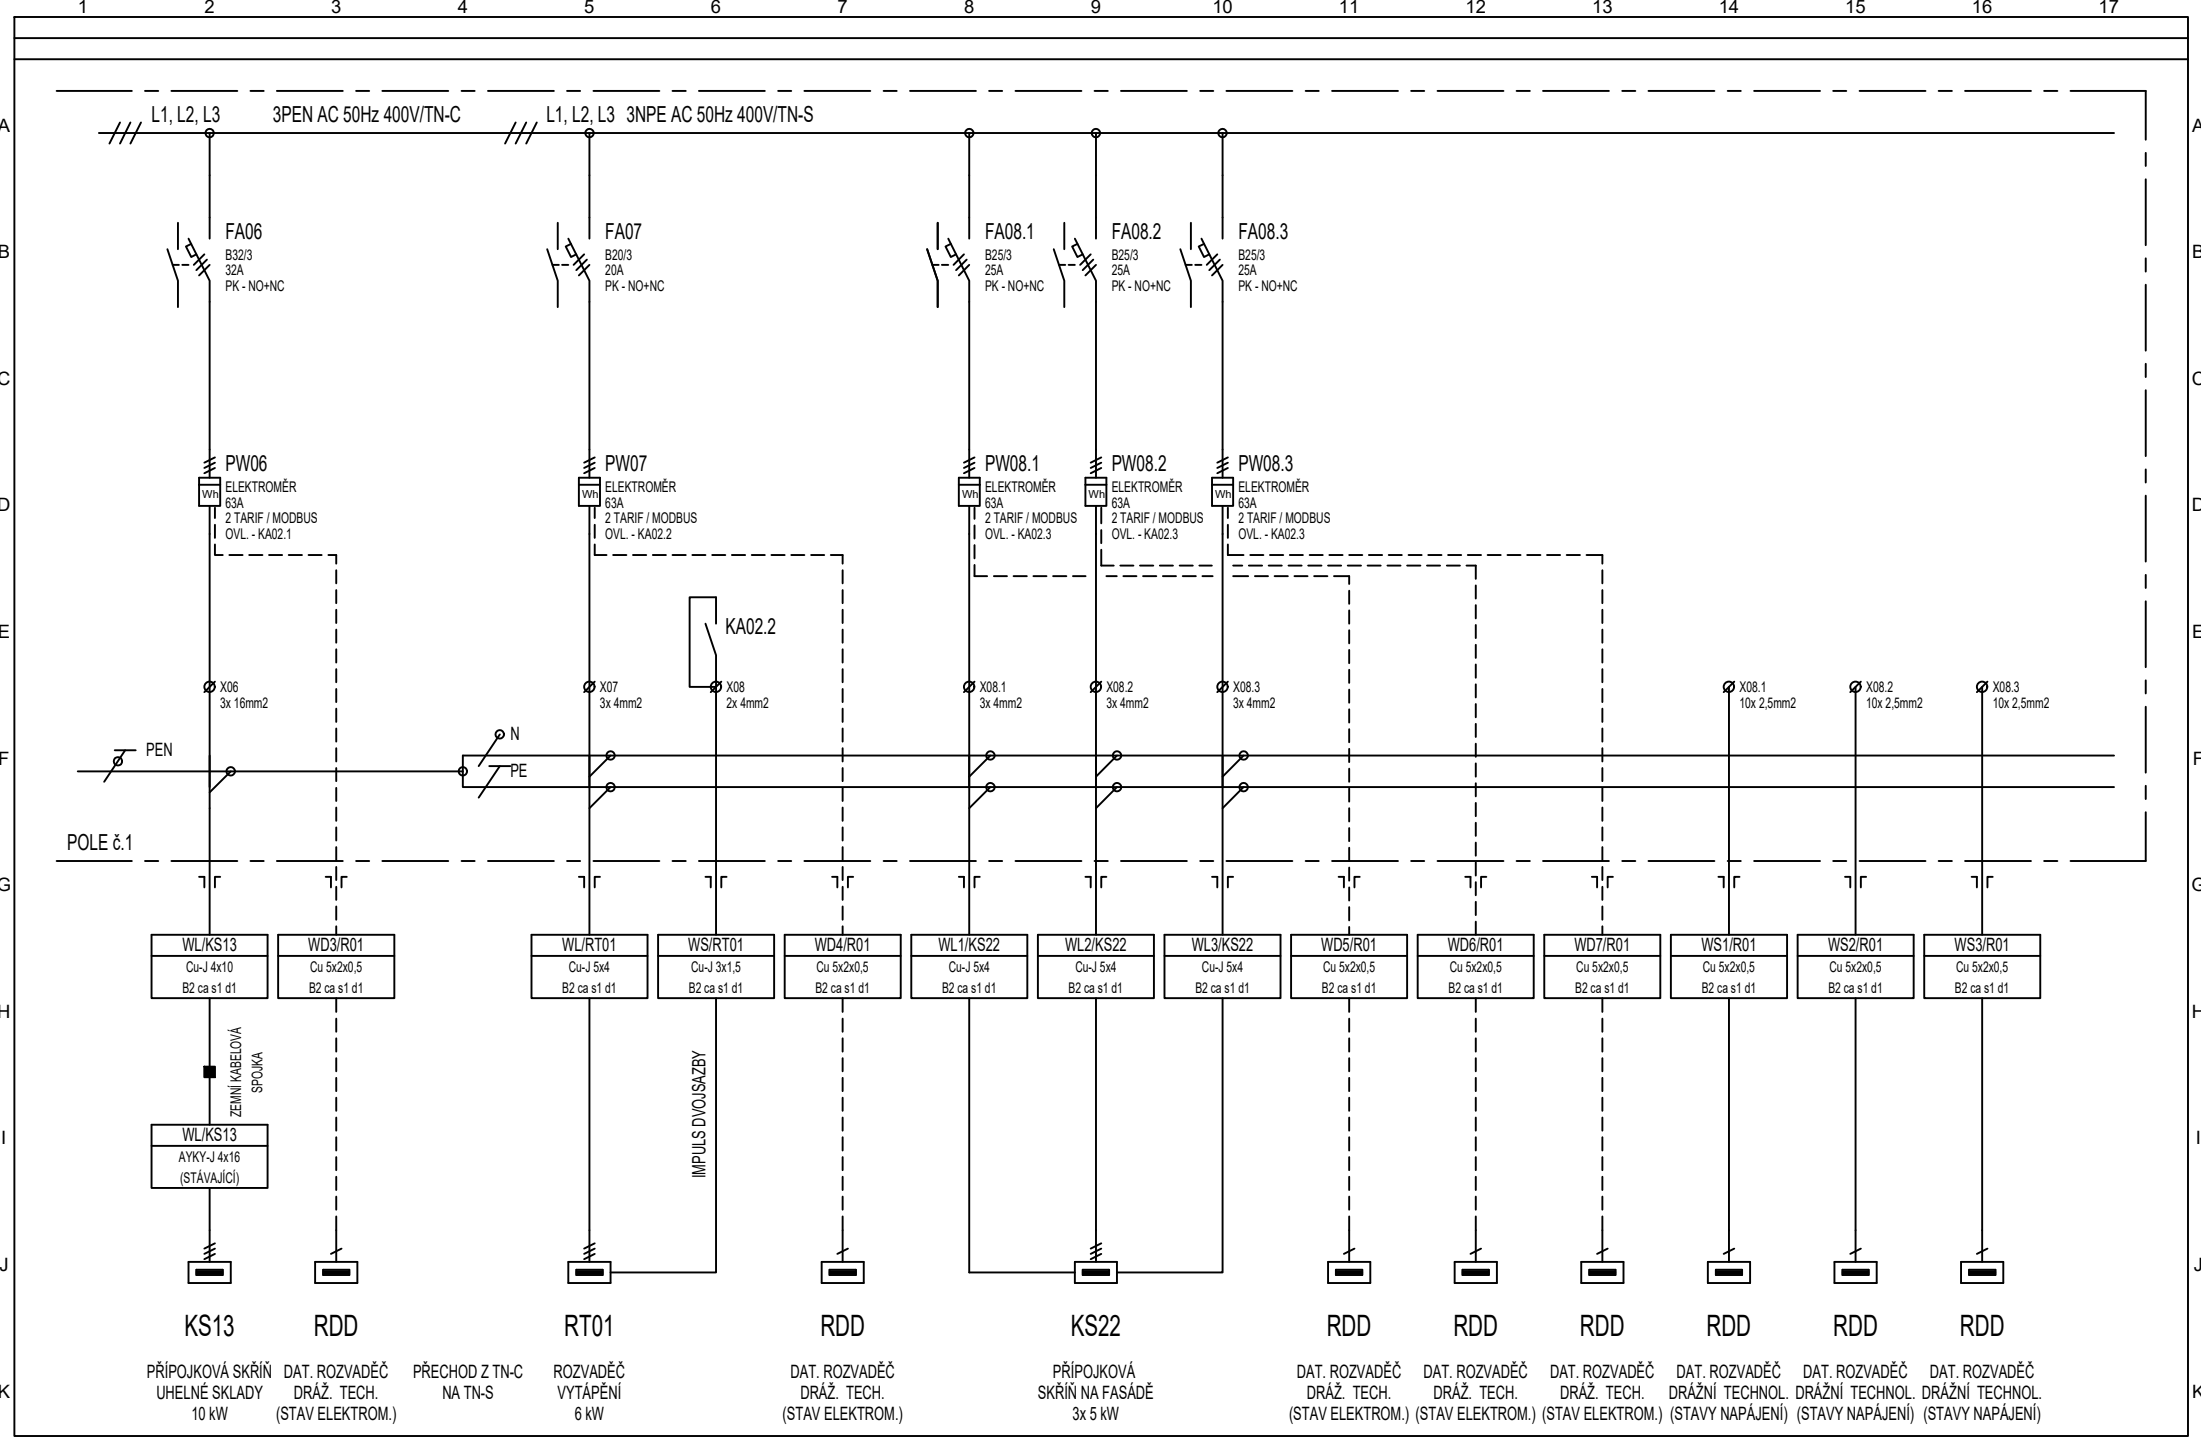 1 2 3 4 5 6 7 8 9 10 11 12 13 14 15 16 17
A A
L1, L2, L3 3PEN AC 50Hz 400V/TN-C L1, L2, L3 3NPE AC 50Hz 400V/TN-S
B B
FA06
B32/3
32A
PK - NO+NC
FA07
B20/3
20A
PK - NO+NC
FA08.1
B25/3
25A
PK - NO+NC
FA08.2
B25/3
25A
PK - NO+NC
FA08.3
B25/3
25A
PK - NO+NC
C C
D D
PW06
Wh
ELEKTROMĚR
63A
2 TARIF / MODBUS
OVL. - KA02.1
PW07
Wh
ELEKTROMĚR
63A
2 TARIF / MODBUS
OVL. - KA02.2
PW08.1
Wh
ELEKTROMĚR
63A
2 TARIF / MODBUS
OVL. - KA02.3
PW08.2
Wh
ELEKTROMĚR
63A
2 TARIF / MODBUS
OVL. - KA02.3
PW08.3
Wh
ELEKTROMĚR
63A
2 TARIF / MODBUS
OVL. - KA02.3
E E
KA02.2
X06
3x 16mm2
X07
3x 4mm2
X08
2x 4mm2
X08.1
3x 4mm2
X08.2
3x 4mm2
X08.3
3x 4mm2
X08.1
10x 2,5mm2
X08.2
10x 2,5mm2
X08.3
10x 2,5mm2
F F
PEN
N
PE
POLE č.1
G G
WL/KS13
Cu-J 4x10
B2 ca s1 d1
WD3/R01
Cu 5x2x0,5
B2 ca s1 d1
WL/RT01
Cu-J 5x4
B2 ca s1 d1
WS/RT01
Cu-J 3x1,5
B2 ca s1 d1
WD4/R01
Cu 5x2x0,5
B2 ca s1 d1
WL1/KS22
Cu-J 5x4
B2 ca s1 d1
WL2/KS22
Cu-J 5x4
B2 ca s1 d1
WL3/KS22
Cu-J 5x4
B2 ca s1 d1
WD5/R01
Cu 5x2x0,5
B2 ca s1 d1
WD6/R01
Cu 5x2x0,5
B2 ca s1 d1
WD7/R01
Cu 5x2x0,5
B2 ca s1 d1
WS1/R01
Cu 5x2x0,5
B2 ca s1 d1
WS2/R01
Cu 5x2x0,5
B2 ca s1 d1
WS3/R01
Cu 5x2x0,5
B2 ca s1 d1
H H
ZEMNÍ KABELOVÁ
SPOJKA
IMPULS DVOJSAZBY
I I
WL/KS13
AYKY-J 4x16
(STÁVAJÍCÍ)
J J
KS13
PŘÍPOJKOVÁ SKŘÍŇ
UHELNÉ SKLADY
10 kW
RDD
DAT. ROZVADĚČ
DRÁŽ. TECH.
(STAV ELEKTROM.)
PŘECHOD Z TN-C
NA TN-S
RT01
ROZVADĚČ
VYTÁPĚNÍ
6 kW
RDD
DAT. ROZVADĚČ
DRÁŽ. TECH.
(STAV ELEKTROM.)
KS22
PŘÍPOJKOVÁ
SKŘÍŇ NA FASÁDĚ
3x 5 kW
RDD
DAT. ROZVADĚČ
DRÁŽ. TECH.
(STAV ELEKTROM.)
RDD
DAT. ROZVADĚČ
DRÁŽ. TECH.
(STAV ELEKTROM.)
RDD
DAT. ROZVADĚČ
DRÁŽ. TECH.
(STAV ELEKTROM.)
RDD
DAT. ROZVADĚČ
DRÁŽNÍ TECHNOL.
(STAVY NAPÁJENÍ)
RDD
DAT. ROZVADĚČ
DRÁŽNÍ TECHNOL.
(STAVY NAPÁJENÍ)
RDD
DAT. ROZVADĚČ
DRÁŽNÍ TECHNOL.
(STAVY NAPÁJENÍ)
K K